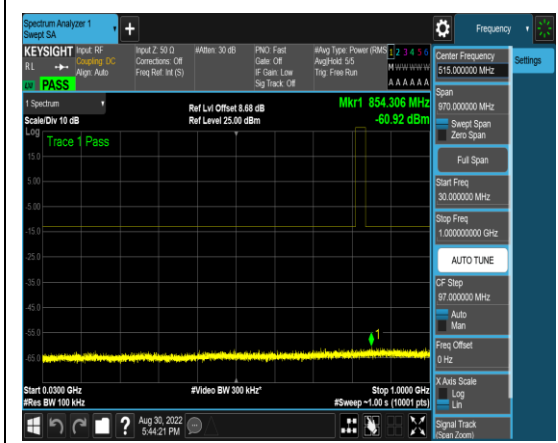 Spectrum Analyzer 1
Swept SA
Frequency
KEYSIGHT
RL
Input: RF
Coupling: DC
Align: Auto
Input Z: 50 Ω
Corrections: Off
Freq Ref: Int (S)
#Atten: 30 dB
PNO: Fast
Gate: Off
IF Gain: Low
Sig Track: Off
#Avg Type: Power (RMS
Avg|Hold: 5/5
Trig: Free Run
1 2 3 4 5 6
M W W W W W
A A A A A A
PASS
1 Spectrum
Scale/Div 10 dB
Ref Lvl Offset 8.68 dB
Ref Level 25.00 dBm
Mkr1 854.306 MHz
-60.92 dBm
Log
Trace 1 Pass
15.0
5.00
-5.00
-15.0
-25.0
-35.0
-45.0
-55.0
-65.0
1
Start 0.0300 GHz
#Res BW 100 kHz
#Video BW 300 kHz*
Stop 1.0000 GHz
#Sweep ~1.00 s (10001 pts)
Center Frequency
515.000000 MHz
Settings
Span
970.000000 MHz
Swept Span
Zero Span
Full Span
Start Freq
30.000000 MHz
Stop Freq
1.000000000 GHz
AUTO TUNE
CF Step
97.000000 MHz
Auto
Man
Freq Offset
0 Hz
X Axis Scale
Log
Lin
Signal Track
(Span Zoom)
?
Aug 30, 2022
5:44:21 PM